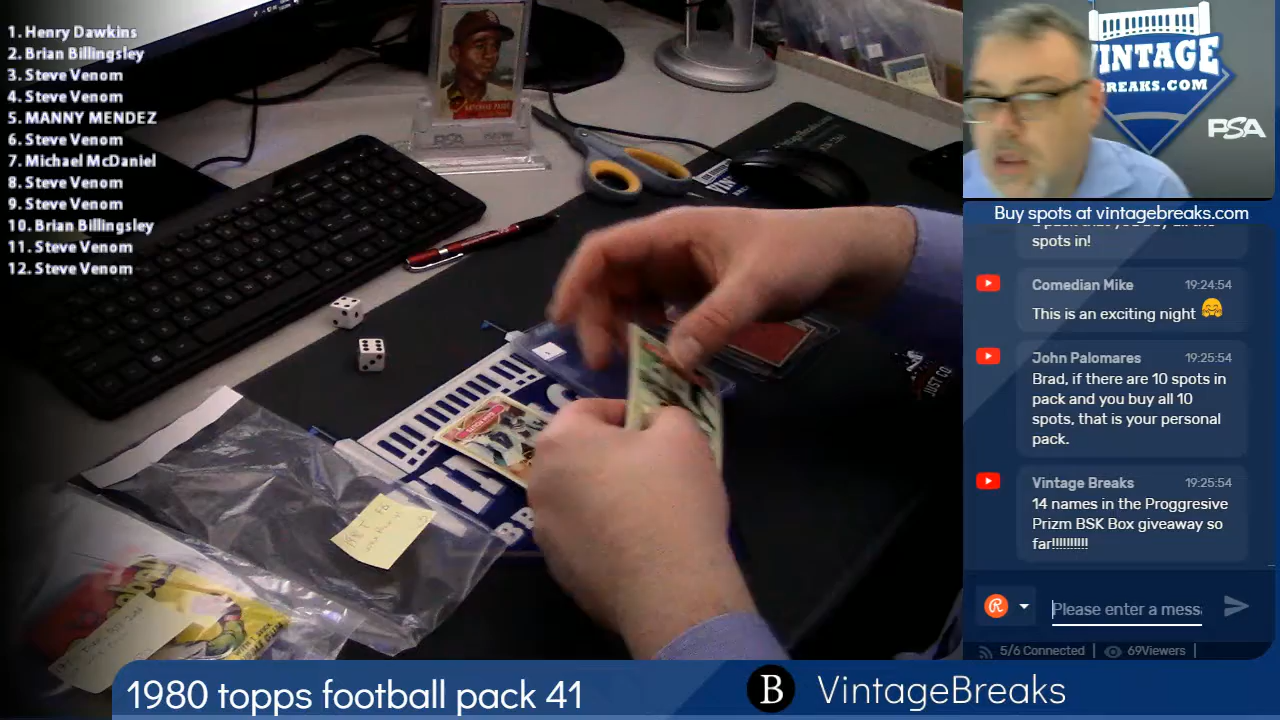 1. Henry Dawkins
2. Brian Billingsley
3. Steve Venom
4. Steve Venom
5. MANNY MENDEZ
6. Steve Venom
7. Michael McDaniel
8. Steve Venom
9. Steve Venom
10. Brian Billingsley
11. Steve Venom
12. Steve Venom
PSA
VINTAGE
BREAKS.COM
PSA
Buy spots at vintagebreaks.com
spots in!
Comedian Mike 19:24:54
This is an exciting night
John Palomares 19:25:54
Brad, if there are 10 spots in
pack and you buy all 10
spots, that is your personal
pack.
Vintage Breaks 19:25:54
14 names in the Proggresive
Prizm BSK Box giveaway so
far!!!!!!!!!!
Please enter a messa
5/6 Connected | 69Viewers |
JUST CO
1980 topps football pack 41
B VintageBreaks